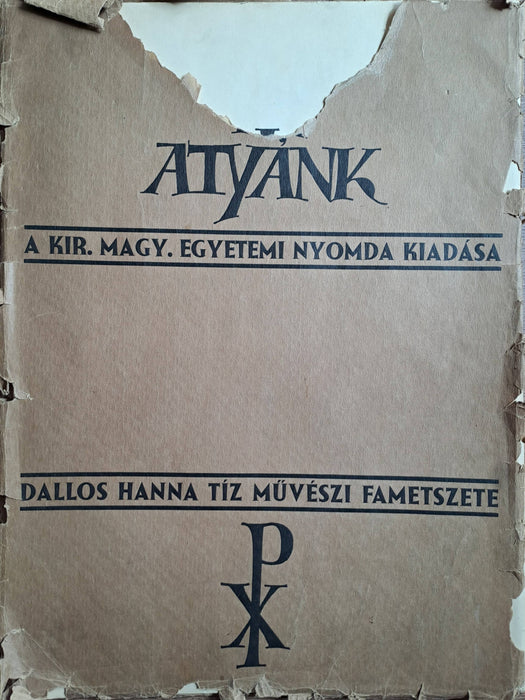 ATYÁNK
A KIR. MAGY. EGYETEMI NYOMDA KIADÁSA
DALLOS HANNA TÍZ MŰVÉSZI FAMETSZETE